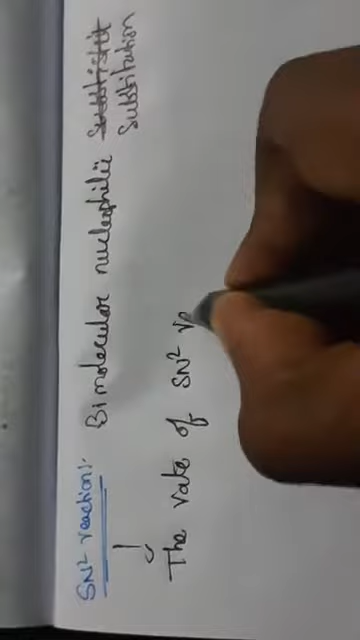 SN² reaction:- Bimolecular nucleophilic
Substitution
The rate of SN² r